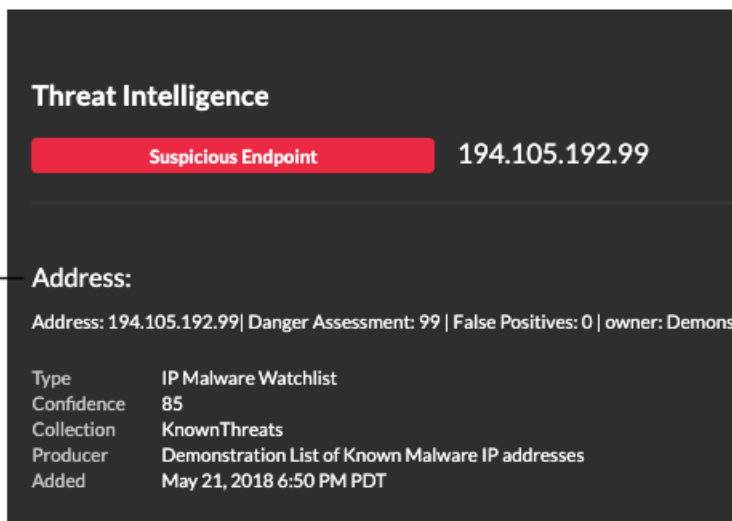 Threat Intelligence
Suspicious Endpoint 194.105.192.99
Address:
Address: 194.105.192.99| Danger Assessment: 99 | False Positives: 0 | owner:
Type IP Malware Watchlist
Confidence 85
Collection KnownThreats
Producer Demonstration List of Known Malware IP addresses
Added May 21, 2018 6:50 PM PDT